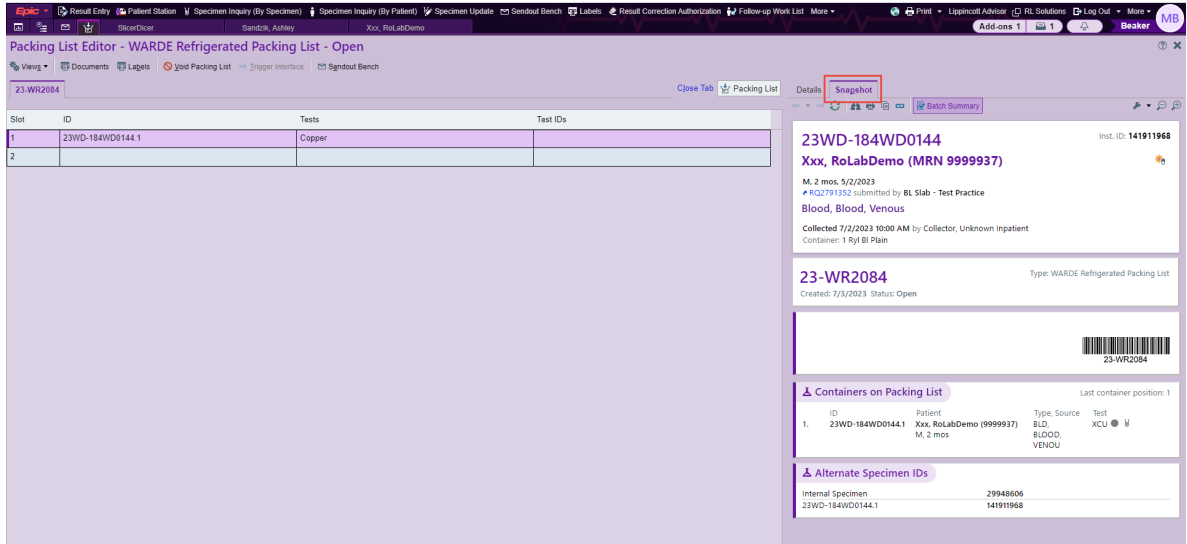 Epic Result Entry Patient Station Specimen Inquiry (By Specimen) Specimen Inquiry (By Patient) Specimen Update Sendout Bench Labels Result Correction Authorization Follow-up Work List More Print Lippincott Advisor RL Solutions Log Out More
SlicerDicer Sandzik, Ashley Xxx, RoLabDemo Add-ons 1 1 Beaker MB
Packing List Editor - WARDE Refrigerated Packing List - Open
Views Documents Labels Void Packing List Trigger Interface Sendout Bench
23-WR2084 Close Tab Packing List Details Snapshot
Batch Summary
Slot ID Tests Test IDs
1 23WD-184WD0144.1 Copper
2
23WD-184WD0144 Inst. ID: 141911968
Xxx, RoLabDemo (MRN 9999937)
M, 2 mos, 5/2/2023
RQ2791352 submitted by BL Slab - Test Practice
Blood, Blood, Venous
Collected 7/2/2023 10:00 AM by Collector, Unknown Inpatient
Container: 1 Ryl Bl Plain
23-WR2084 Type: WARDE Refrigerated Packing List
Created: 7/3/2023 Status: Open
23-WR2084
Containers on Packing List Last container position: 1
ID Patient Type, Source Test
1. 23WD-184WD0144.1 Xxx, RoLabDemo (9999937) BLD, XCU
M, 2 mos BLOOD,
VENOU
Alternate Specimen IDs
Internal Specimen 29948606
23WD-184WD0144.1 141911968